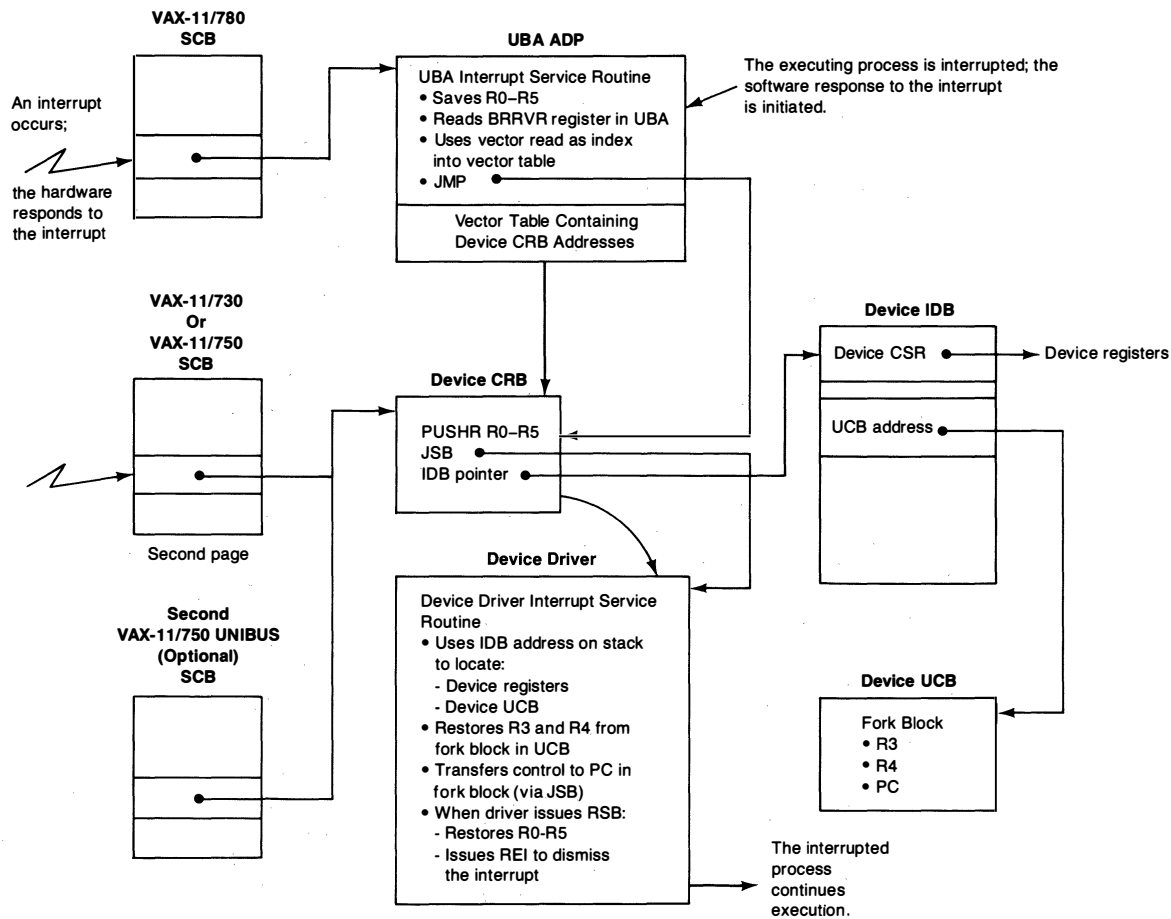 VAX-11/780
SCB
An interrupt
occurs;
the hardware
responds to
the interrupt
UBA ADP
UBA Interrupt Service Routine
• Saves R0–R5
• Reads BRRVR register in UBA
• Uses vector read as index
into vector table
• JMP
Vector Table Containing
Device CRB Addresses
The executing process is interrupted; the
software response to the interrupt
is initiated.
VAX-11/730
Or
VAX-11/750
SCB
Second page
Device CRB
PUSHR R0–R5
JSB
IDB pointer
Device IDB
Device CSR
Device registers
UCB address
Second
VAX-11/750 UNIBUS
(Optional)
SCB
Device Driver
Device Driver Interrupt Service
Routine
• Uses IDB address on stack
to locate:
- Device registers
- Device UCB
• Restores R3 and R4 from
fork block in UCB
• Transfers control to PC in
fork block (via JSB)
• When driver issues RSB:
- Restores R0-R5
- Issues REI to dismiss
the interrupt
Device UCB
Fork Block
• R3
• R4
• PC
The interrupted
process
continues
execution.